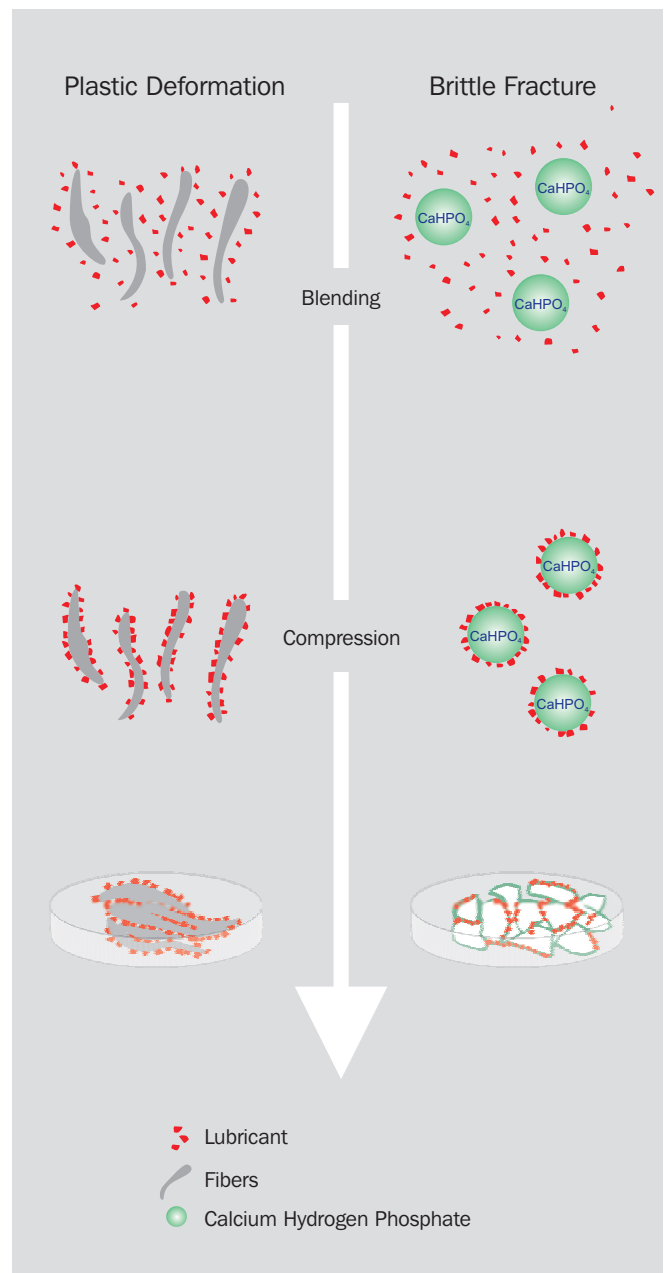 Plastic Deformation
Brittle Fracture
CaHPO₄
CaHPO₄
CaHPO₄
Blending
CaHPO₄
Compression
CaHPO₄
CaHPO₄
Lubricant
Fibers
Calcium Hydrogen Phosphate